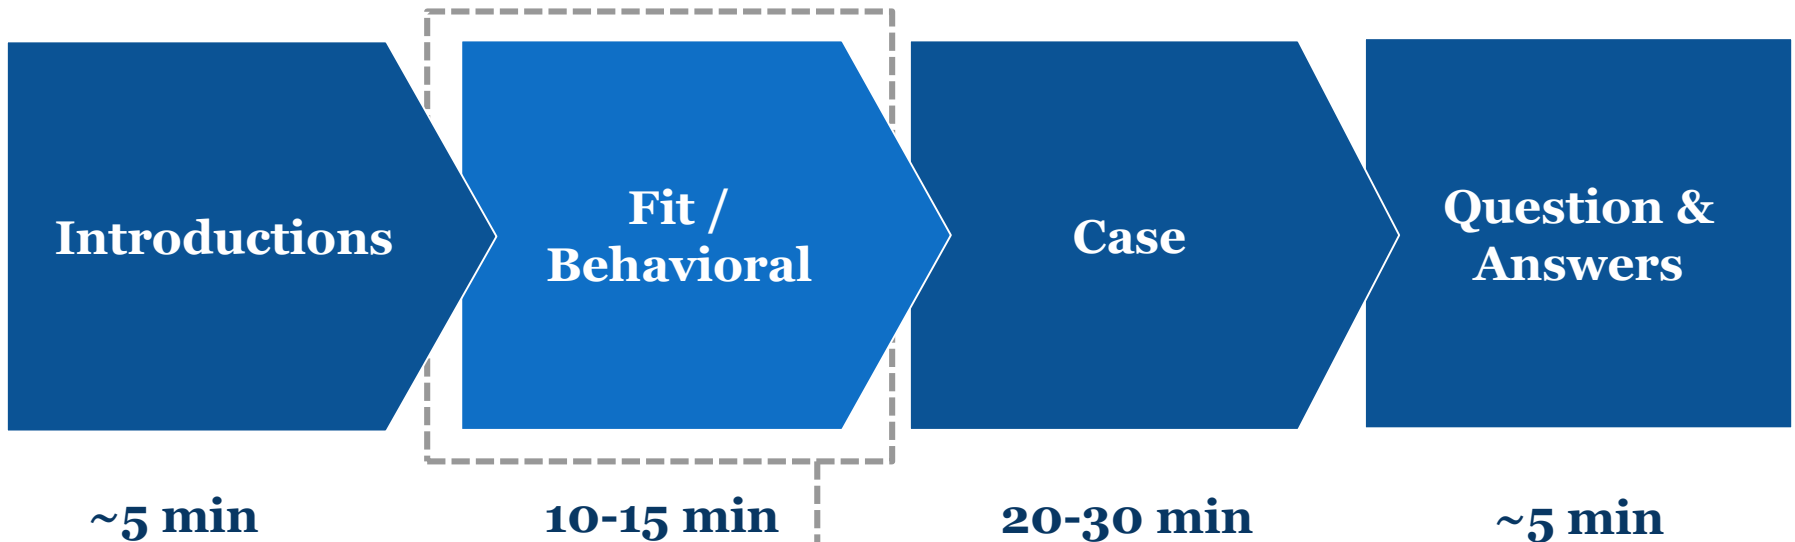 Introductions
Fit /
Behavioral
Case
Question &
Answers
~5 min
10-15 min
20-30 min
~5 min